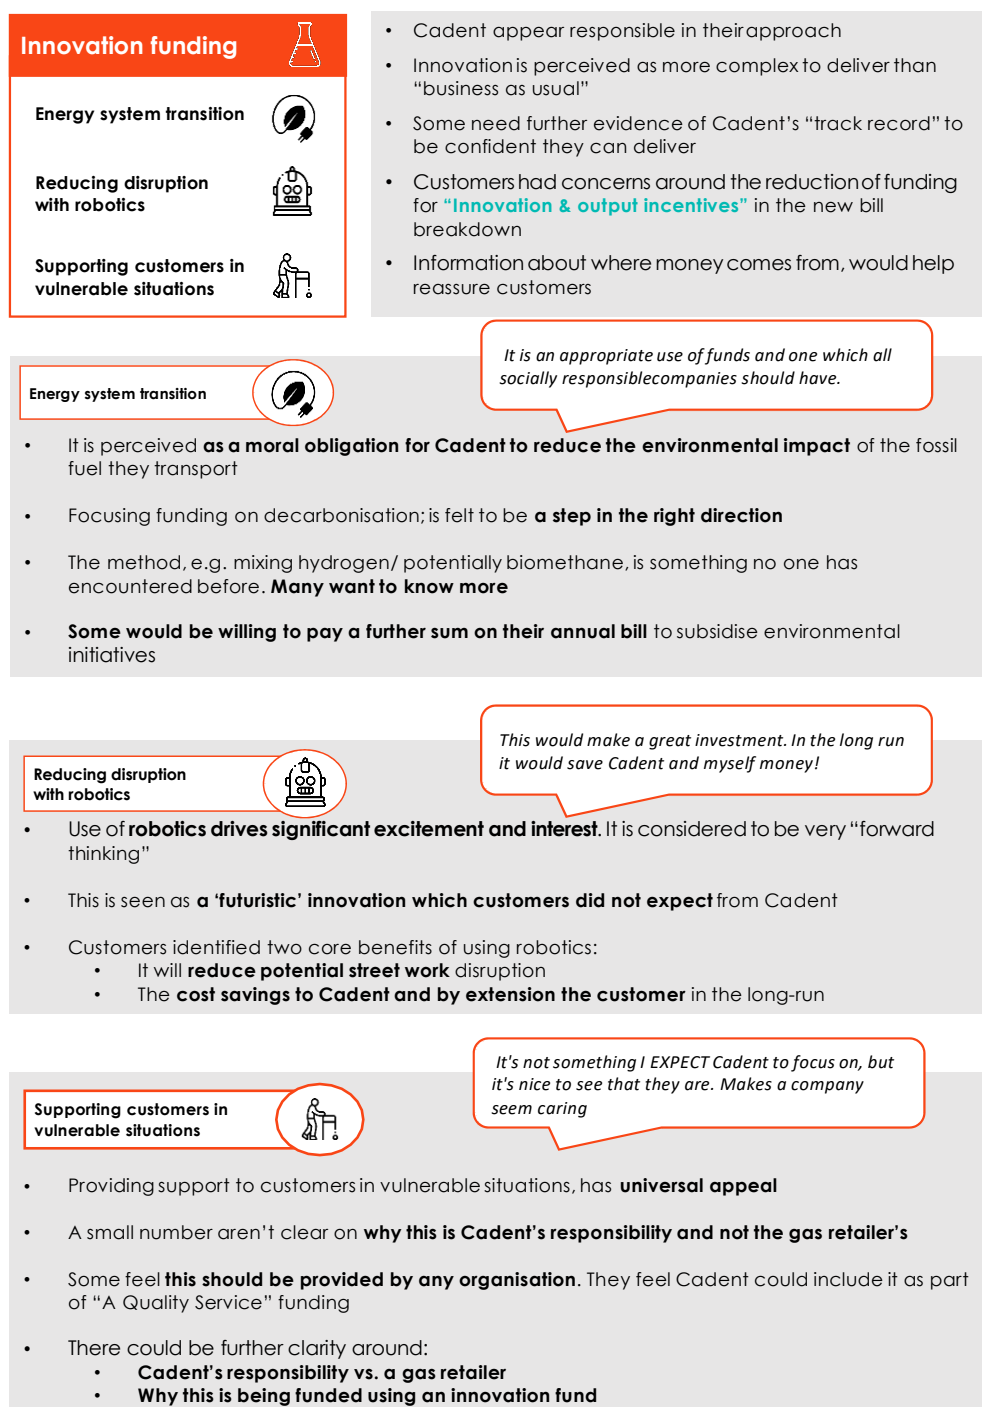 Innovation funding
Energy system transition
Reducing disruption
with robotics
Supporting customers in
vulnerable situations
• Cadent appear responsible in their approach
• Innovation is perceived as more complex to deliver than
“business as usual”
• Some need further evidence of Cadent’s “track record” to
be confident they can deliver
• Customers had concerns around the reduction of funding
for “Innovation & output incentives” in the new bill
breakdown
• Information about where money comes from, would help
reassure customers
It is an appropriate use of funds and one which all
socially responsible companies should have.
Energy system transition
• It is perceived as a moral obligation for Cadent to reduce the environmental impact of the fossil
fuel they transport
• Focusing funding on decarbonisation; is felt to be a step in the right direction
• The method, e.g. mixing hydrogen/ potentially biomethane, is something no one has
encountered before. Many want to know more
• Some would be willing to pay a further sum on their annual bill to subsidise environmental
initiatives
This would make a great investment. In the long run
it would save Cadent and myself money!
Reducing disruption
with robotics
• Use of robotics drives significant excitement and interest. It is considered to be very “forward
thinking”
• This is seen as a ‘futuristic’ innovation which customers did not expect from Cadent
• Customers identified two core benefits of using robotics:
• It will reduce potential street work disruption
• The cost savings to Cadent and by extension the customer in the long-run
It's not something I EXPECT Cadent to focus on, but
it's nice to see that they are. Makes a company
seem caring
Supporting customers in
vulnerable situations
• Providing support to customers in vulnerable situations, has universal appeal
• A small number aren’t clear on why this is Cadent’s responsibility and not the gas retailer’s
• Some feel this should be provided by any organisation. They feel Cadent could include it as part
of “A Quality Service” funding
• There could be further clarity around:
• Cadent’s responsibility vs. a gas retailer
• Why this is being funded using an innovation fund